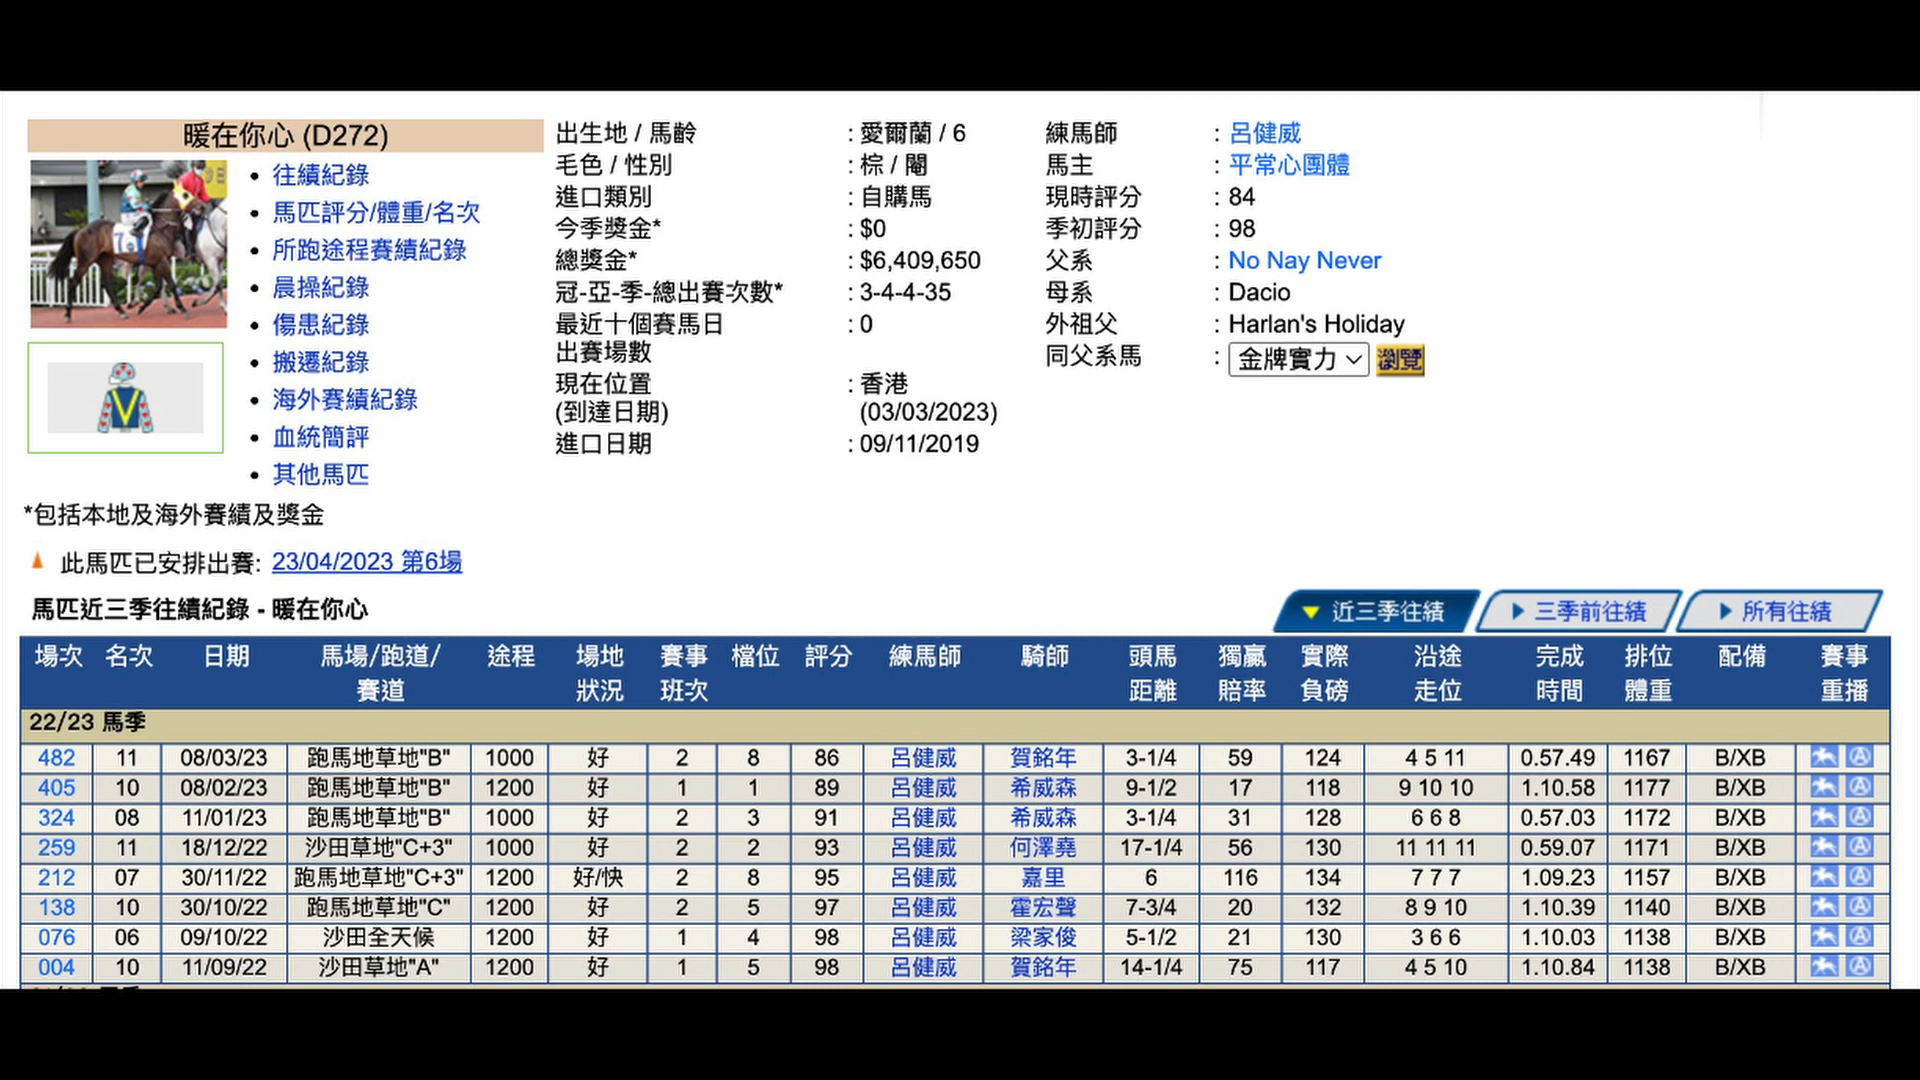 暖在你心 (D272)
往績紀錄
馬匹評分/體重/名次
所跑途程賽績紀錄
晨操紀錄
傷患紀錄
搬遷紀錄
海外賽績紀錄
血統簡評
其他馬匹
出生地 / 馬齡 : 愛爾蘭 / 6
毛色 / 性別 : 棕 / 閹
進口類別 : 自購馬
今季獎金* : $0
總獎金* : $6,409,650
冠-亞-季-總出賽次數* : 3-4-4-35
最近十個賽馬日 : 0
出賽場數
現在位置 : 香港
(到達日期) (03/03/2023)
進口日期 : 09/11/2019
練馬師 : 呂健威
馬主 : 平常心團體
現時評分 : 84
季初評分 : 98
父系 : No Nay Never
母系 : Dacio
外祖父 : Harlan's Holiday
同父系馬 : 金牌實力 瀏覽
*包括本地及海外賽績及獎金
此馬匹已安排出賽: 23/04/2023 第6場
馬匹近三季往績紀錄 - 暖在你心
近三季往績 三季前往績 所有往績
場次 名次 日期 馬場/跑道/ 途程 場地 賽事 檔位 評分 練馬師 騎師 頭馬 獨贏 實際 沿途 完成 排位 配備 賽事
賽道 狀況 班次 距離 賠率 負磅 走位 時間 體重 重播
22/23 馬季
482 11 08/03/23 跑馬地草地"B" 1000 好 2 8 86 呂健威 賀銘年 3-1/4 59 124 4 5 11 0.57.49 1167 B/XB
405 10 08/02/23 跑馬地草地"B" 1200 好 1 1 89 呂健威 希威森 9-1/2 17 118 9 10 10 1.10.58 1177 B/XB
324 08 11/01/23 跑馬地草地"B" 1000 好 2 3 91 呂健威 希威森 3-1/4 31 128 6 6 8 0.57.03 1172 B/XB
259 11 18/12/22 沙田草地"C+3" 1000 好 2 2 93 呂健威 何澤堯 17-1/4 56 130 11 11 11 0.59.07 1171 B/XB
212 07 30/11/22 跑馬地草地"C+3" 1200 好/快 2 8 95 呂健威 嘉里 6 116 134 7 7 7 1.09.23 1157 B/XB
138 10 30/10/22 跑馬地草地"C" 1200 好 2 5 97 呂健威 霍宏聲 7-3/4 20 132 8 9 10 1.10.39 1140 B/XB
076 06 09/10/22 沙田全天候 1200 好 1 4 98 呂健威 梁家俊 5-1/2 21 130 3 6 6 1.10.03 1138 B/XB
004 10 11/09/22 沙田草地"A" 1200 好 1 5 98 呂健威 賀銘年 14-1/4 75 117 4 5 10 1.10.84 1138 B/XB